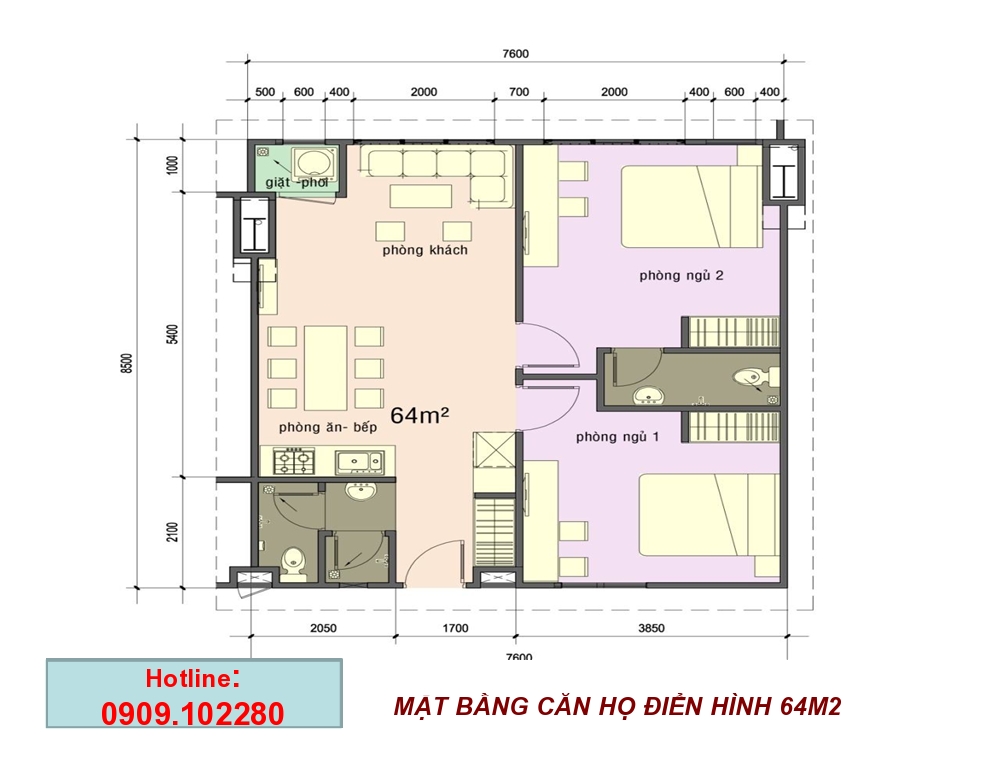 7600
500 600 400 2000 700 2000 400 600 400
1000
giặt -phơi
phòng khách
phòng ngủ 2
5400
8500
64m²
phòng ăn- bếp
phòng ngủ 1
2100
2050 1700 3850
7600
Hotline:
0909.102280
MẶT BẰNG CĂN HỌ ĐIỂN HÌNH 64M2